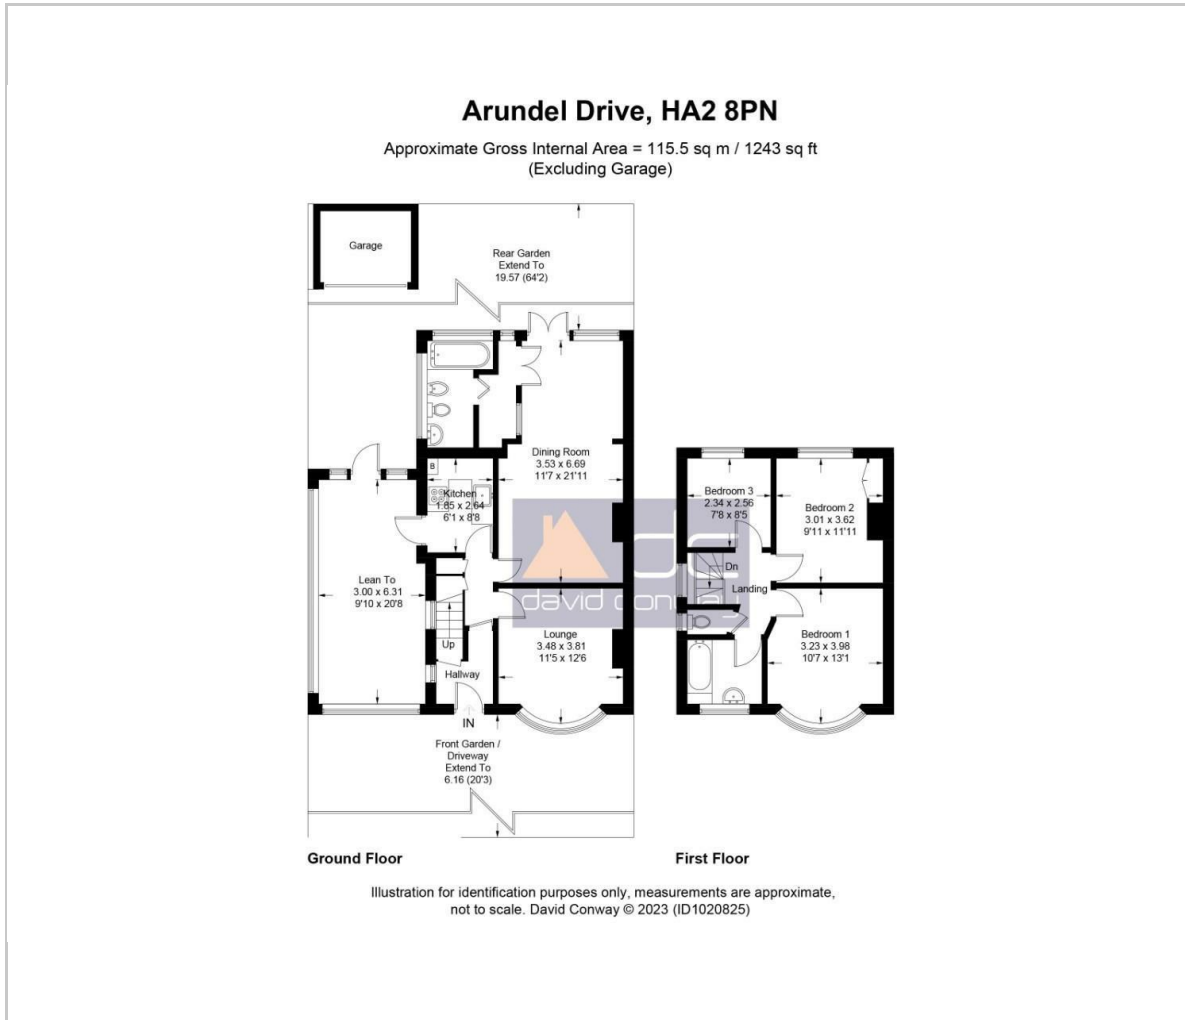 Arundel Drive, HA2 8PN
Approximate Gross Internal Area = 115.5 sq m / 1243 sq ft
(Excluding Garage)
Garage
Rear Garden
Extend To
19.57 (64'2)
Dining Room
3.53 x 6.69
11'7 x 21'11
B
Kitchen
1.85 x 2.64
6'1 x 8'8
Lean To
3.00 x 6.31
9'10 x 20'8
Up
Hallway
Lounge
3.48 x 3.81
11'5 x 12'6
IN
Front Garden /
Driveway
Extend To
6.16 (20'3)
Bedroom 3
2.34 x 2.56
7'8 x 8'5
Bedroom 2
3.01 x 3.62
9'11 x 11'11
Dn
Landing
Bedroom 1
3.23 x 3.98
10'7 x 13'1
dc
david conway
Ground Floor
First Floor
Illustration for identification purposes only, measurements are approximate,
not to scale. David Conway © 2023 (ID1020825)